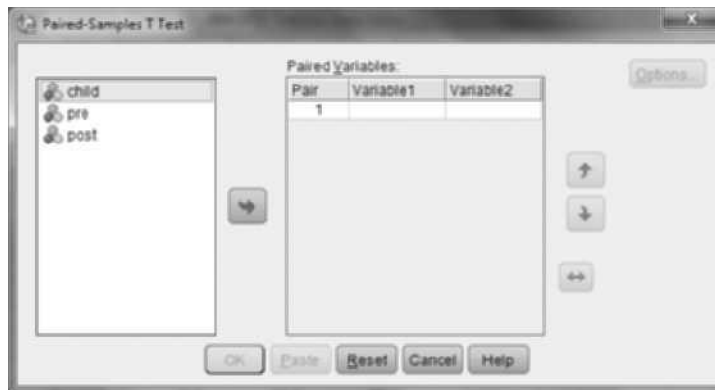 Paired-Samples T Test
X
Paired Variables:
Options...
Pair Variable1 Variable2
1
child
pre
post
OK Paste Reset Cancel Help